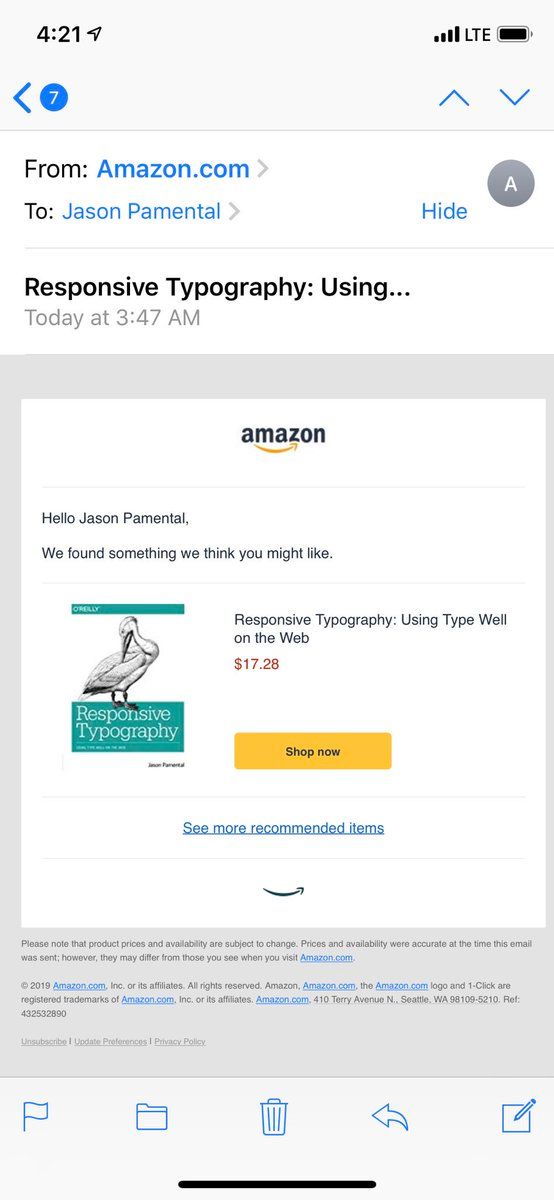 4:21
LTE
7
From: Amazon.com
A
To: Jason Pamental
Hide
Responsive Typography: Using...
Today at 3:47 AM
amazon
Hello Jason Pamental,
We found something we think you might like.
O'REILLY
Responsive
Typography
USING TYPE WELL ON THE WEB
Jason Pamental
Responsive Typography: Using Type Well
on the Web
$17.28
Shop now
See more recommended items
Please note that product prices and availability are subject to change. Prices and availability were accurate at the time this email
was sent; however, they may differ from those you see when you visit Amazon.com.
© 2019 Amazon.com, Inc. or its affiliates. All rights reserved. Amazon, Amazon.com, the Amazon.com logo and 1-Click are
registered trademarks of Amazon.com, Inc. or its affiliates. Amazon.com, 410 Terry Avenue N., Seattle, WA 98109-5210. Ref:
432532890
Unsubscribe | Update Preferences | Privacy Policy